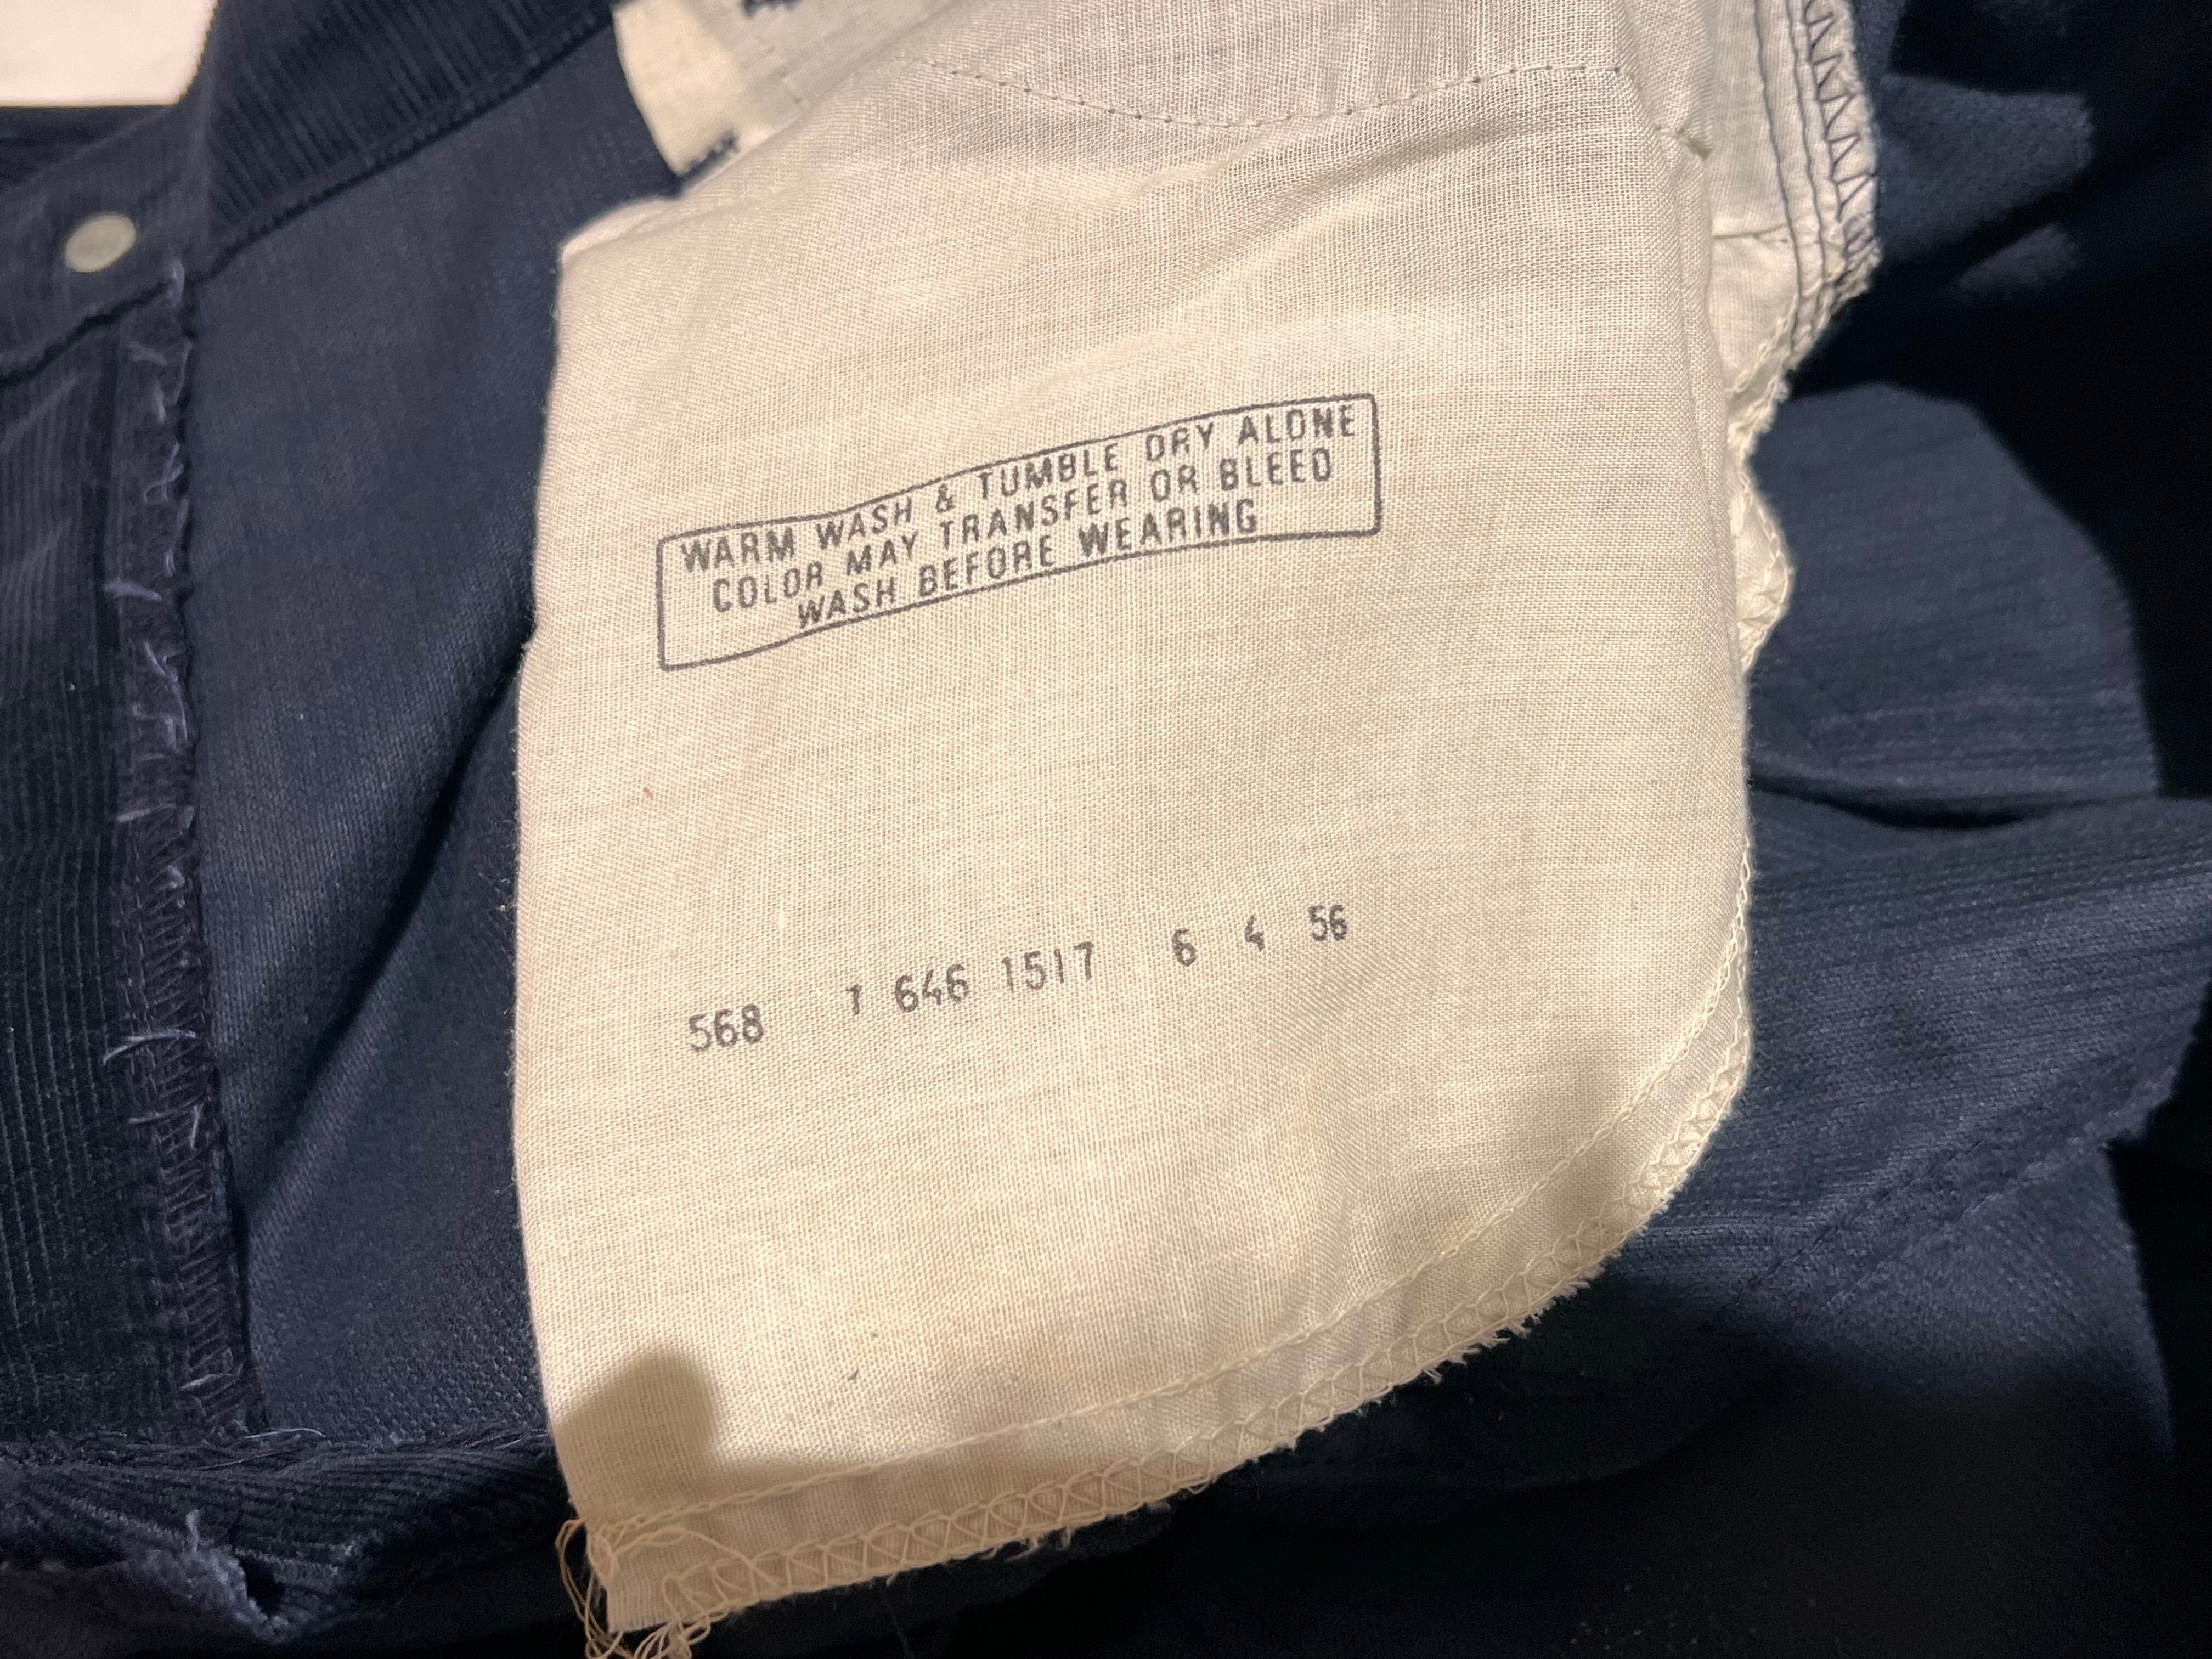 WARM WASH & TUMBLE DRY ALONE
COLOR MAY TRANSFER OR BLEED
WASH BEFORE WEARING
568 1 646 1517 6 4 56